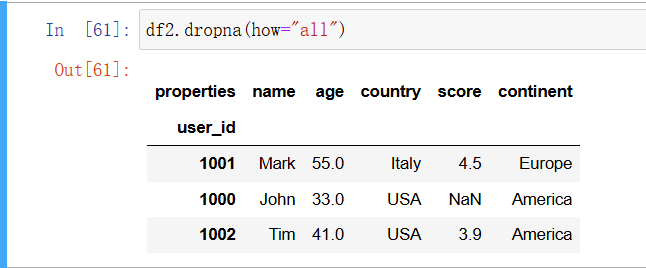 In [61]: df2.dropna(how="all")
Out[61]:
properties name age country score continent
user_id
1001 Mark 55.0 Italy 4.5 Europe
1000 John 33.0 USA NaN America
1002 Tim 41.0 USA 3.9 America